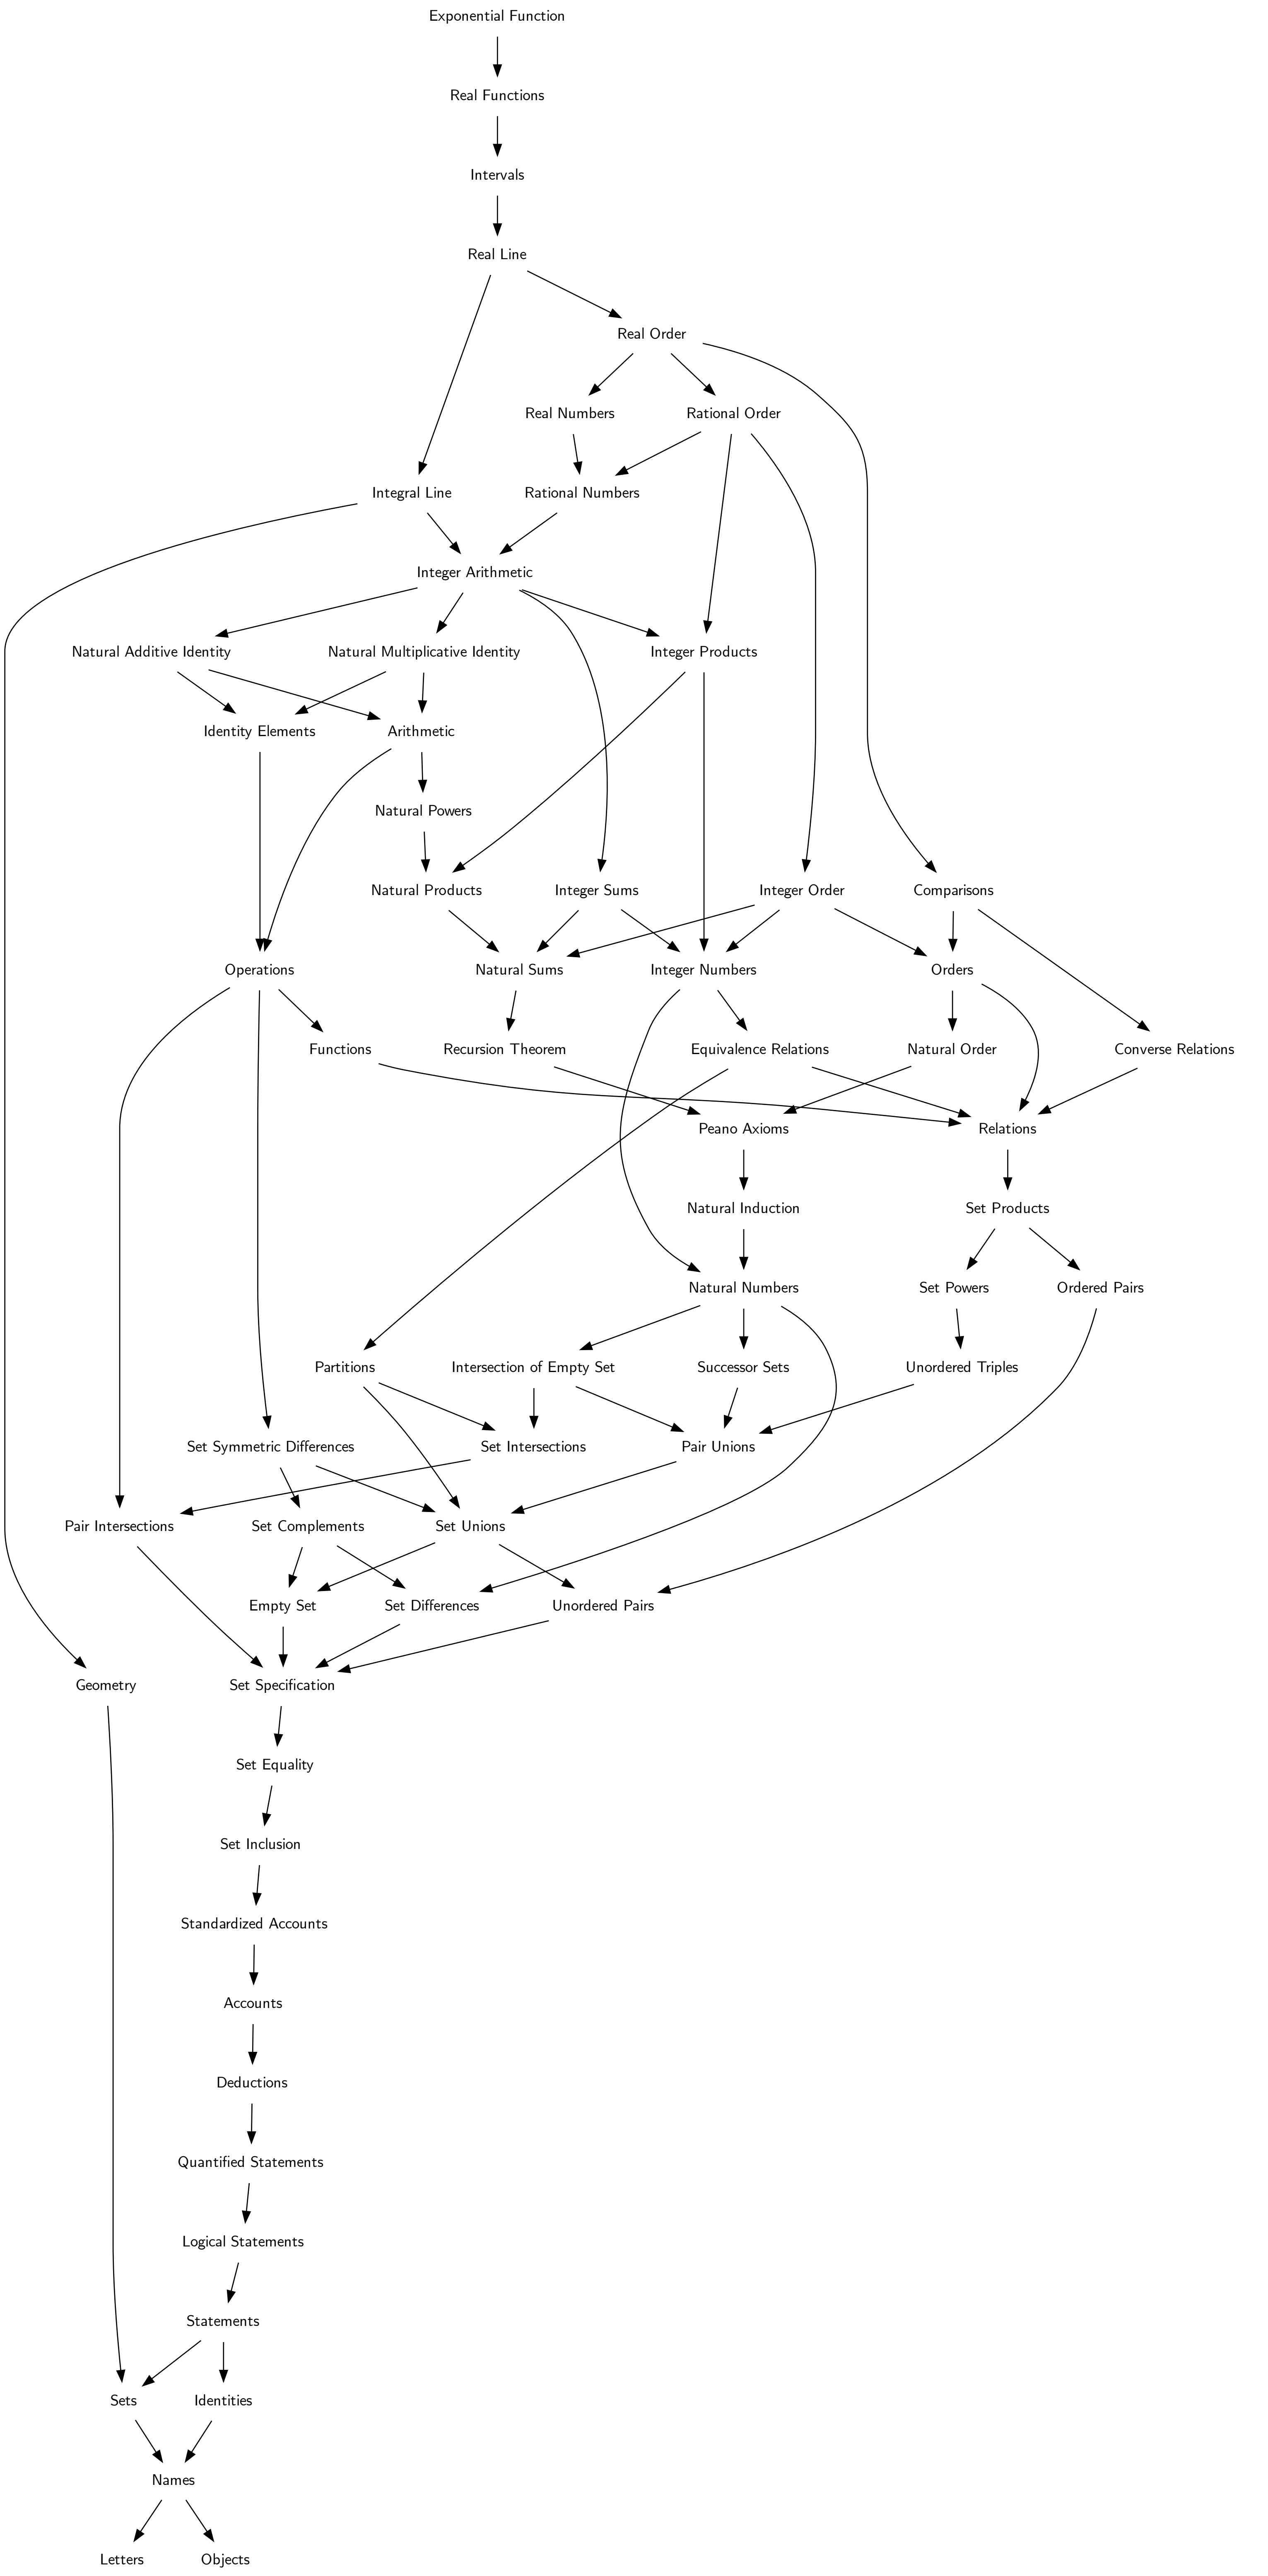 Exponential Function
Real Functions
Intervals
Real Line
Real Order
Real Numbers
Rational Order
Integral Line
Rational Numbers
Integer Arithmetic
Natural Additive Identity
Natural Multiplicative Identity
Integer Products
Identity Elements
Arithmetic
Natural Powers
Natural Products
Integer Sums
Integer Order
Comparisons
Operations
Natural Sums
Integer Numbers
Orders
Functions
Recursion Theorem
Equivalence Relations
Natural Order
Converse Relations
Peano Axioms
Relations
Natural Induction
Set Products
Natural Numbers
Set Powers
Ordered Pairs
Partitions
Intersection of Empty Set
Successor Sets
Unordered Triples
Set Symmetric Differences
Set Intersections
Pair Unions
Pair Intersections
Set Complements
Set Unions
Empty Set
Set Differences
Unordered Pairs
Geometry
Set Specification
Set Equality
Set Inclusion
Standardized Accounts
Accounts
Deductions
Quantified Statements
Logical Statements
Statements
Sets
Identities
Names
Letters
Objects